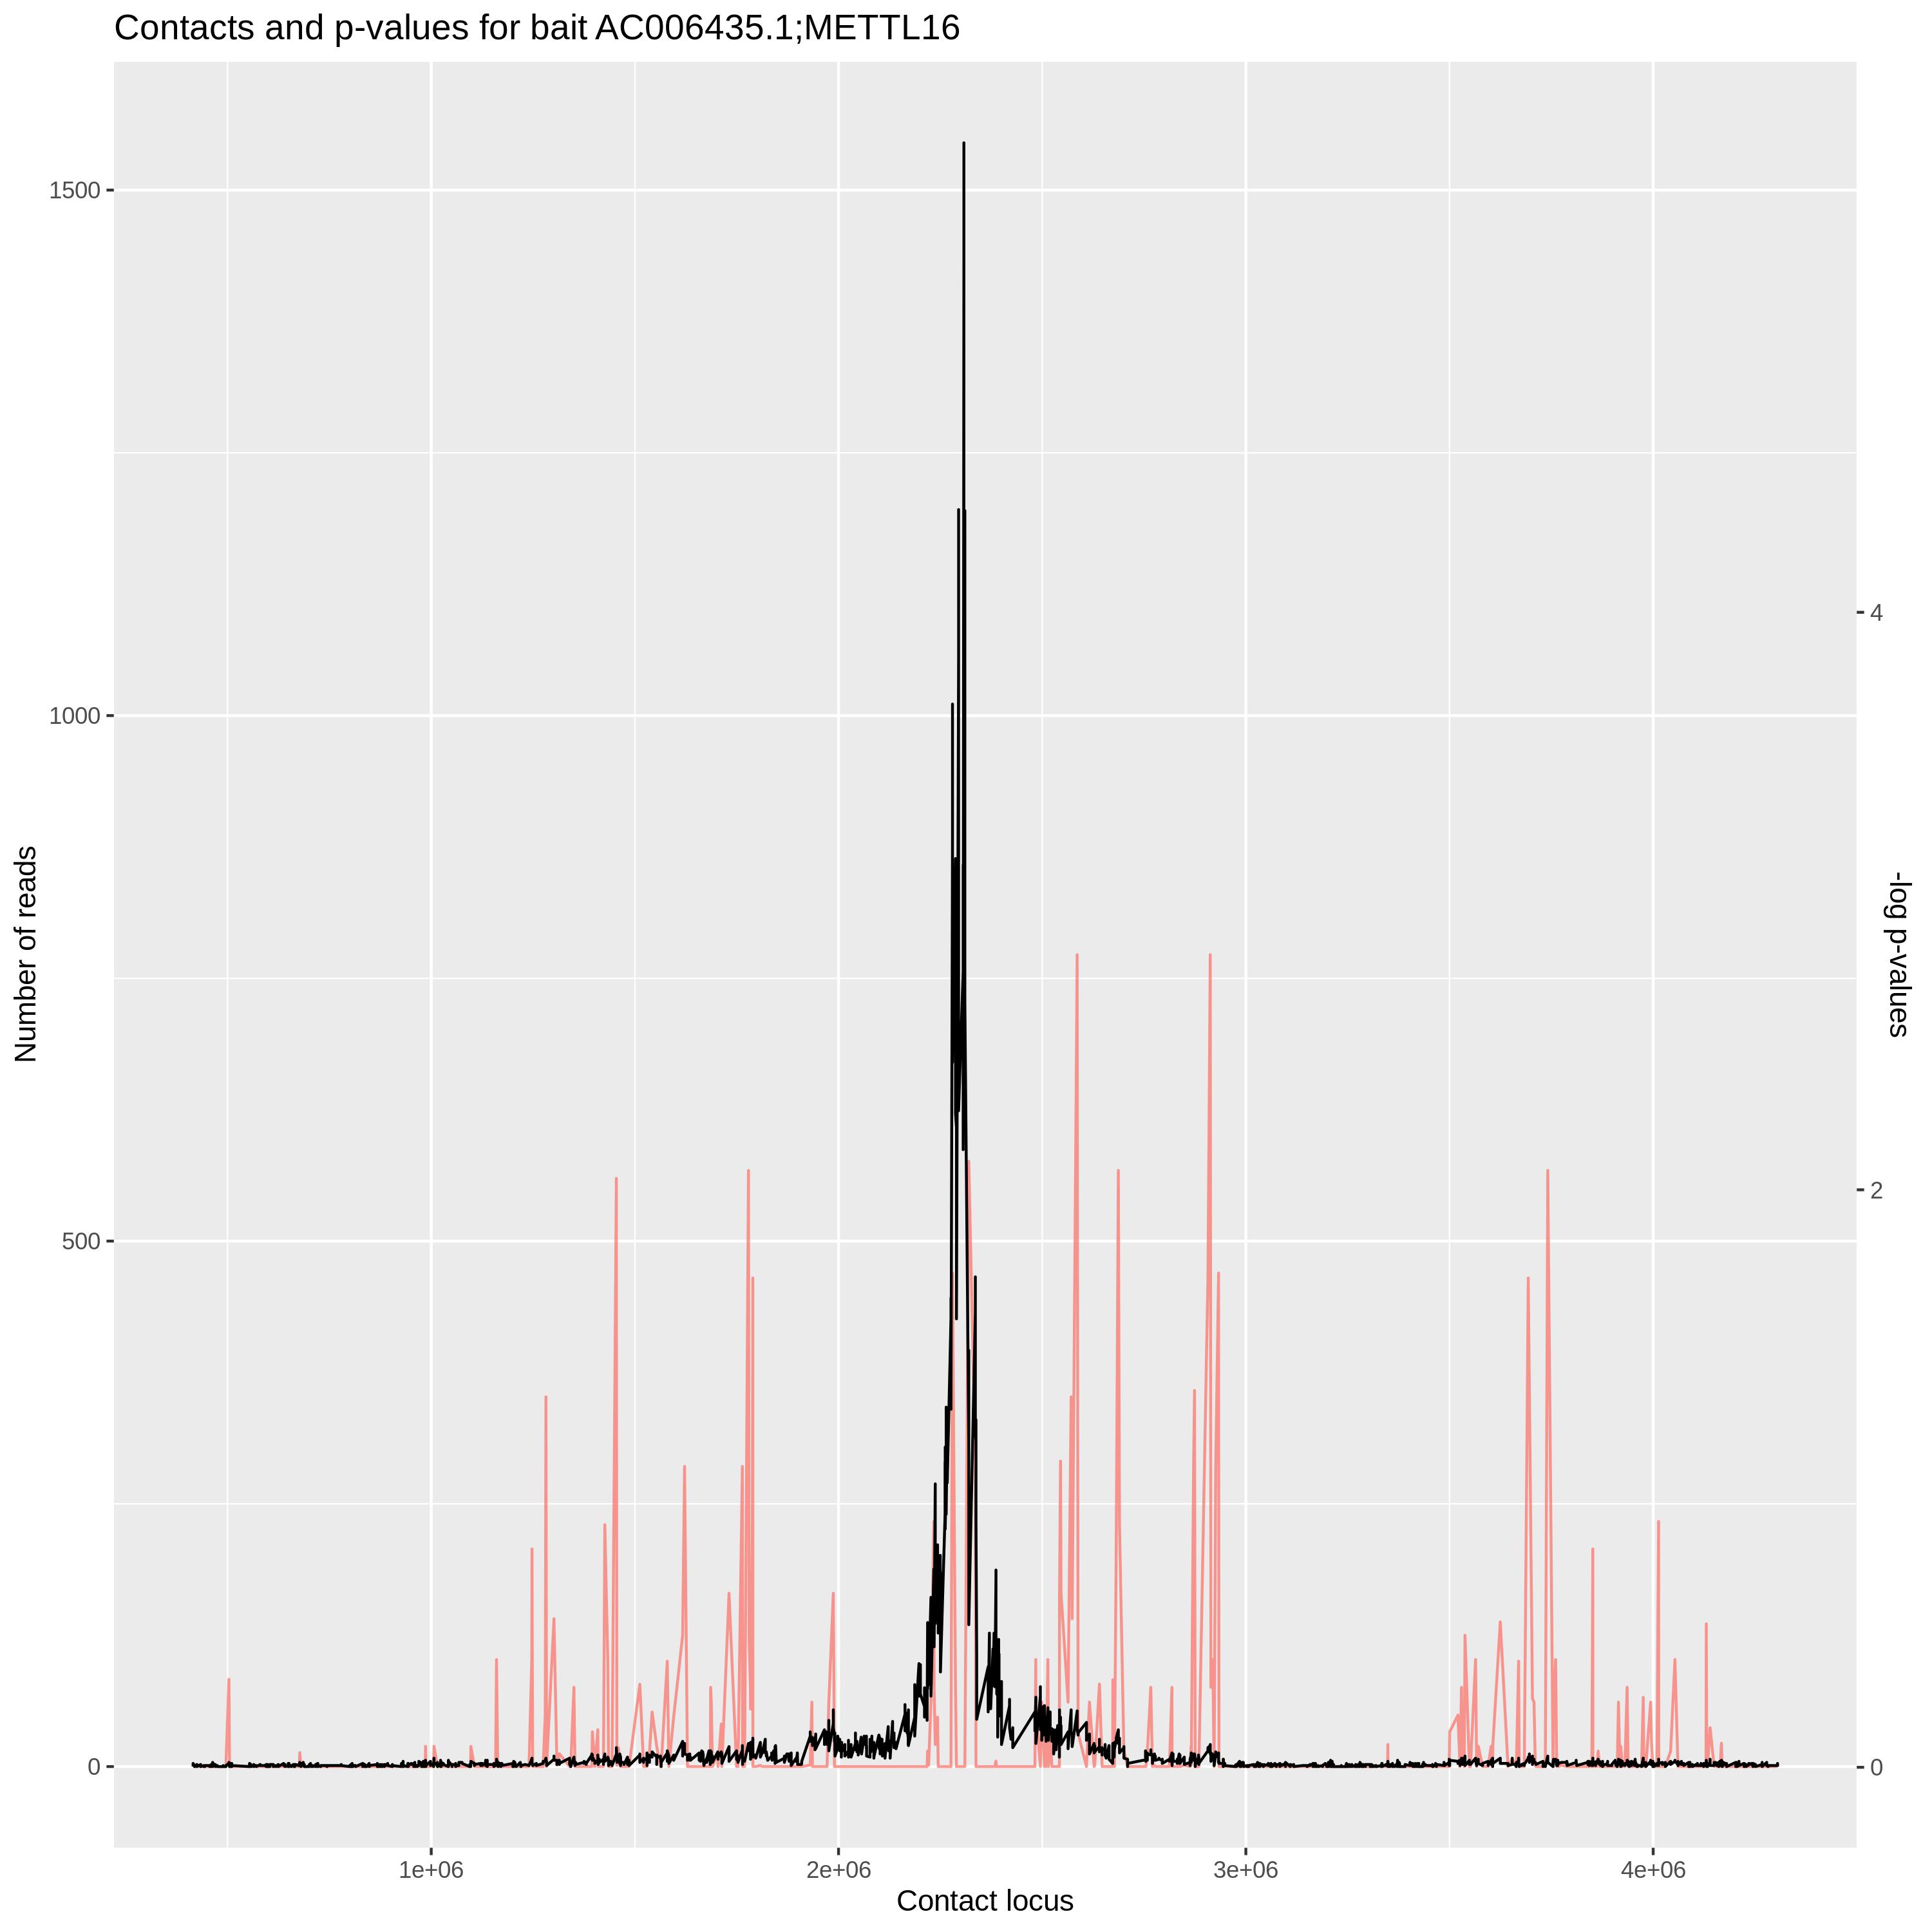 Contacts and p-values for bait AC006435.1;METTL16
1500
1000
500
0
Number of reads
4
2
0
-log p-values
1e+06
2e+06
3e+06
4e+06
Contact locus